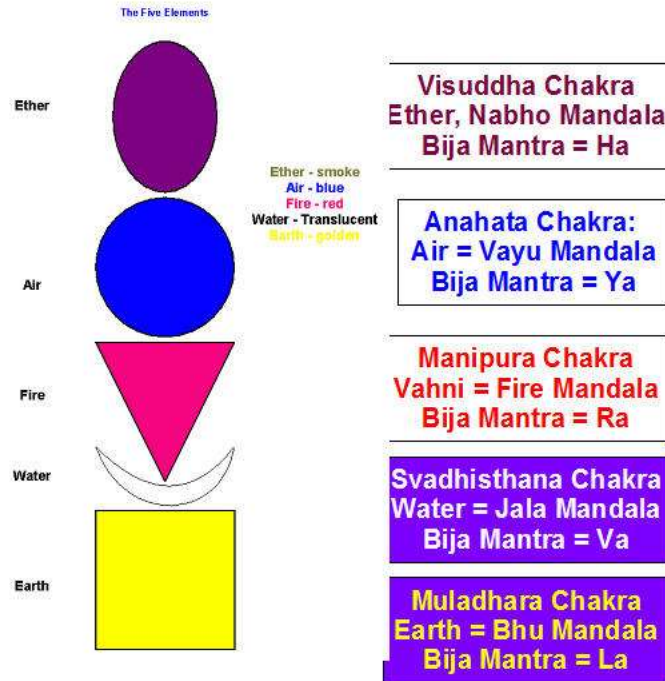 The Five Elements
Ether
Air
Fire
Water
Earth
Ether - smoke
Air - blue
Fire - red
Water - Translucent
Earth - golden
Visuddha Chakra
Ether, Nabho Mandala
Bija Mantra = Ha
Anahata Chakra:
Air = Vayu Mandala
Bija Mantra = Ya
Manipura Chakra
Vahni = Fire Mandala
Bija Mantra = Ra
Svadhisthana Chakra
Water = Jala Mandala
Bija Mantra = Va
Muladhara Chakra
Earth = Bhu Mandala
Bija Mantra = La